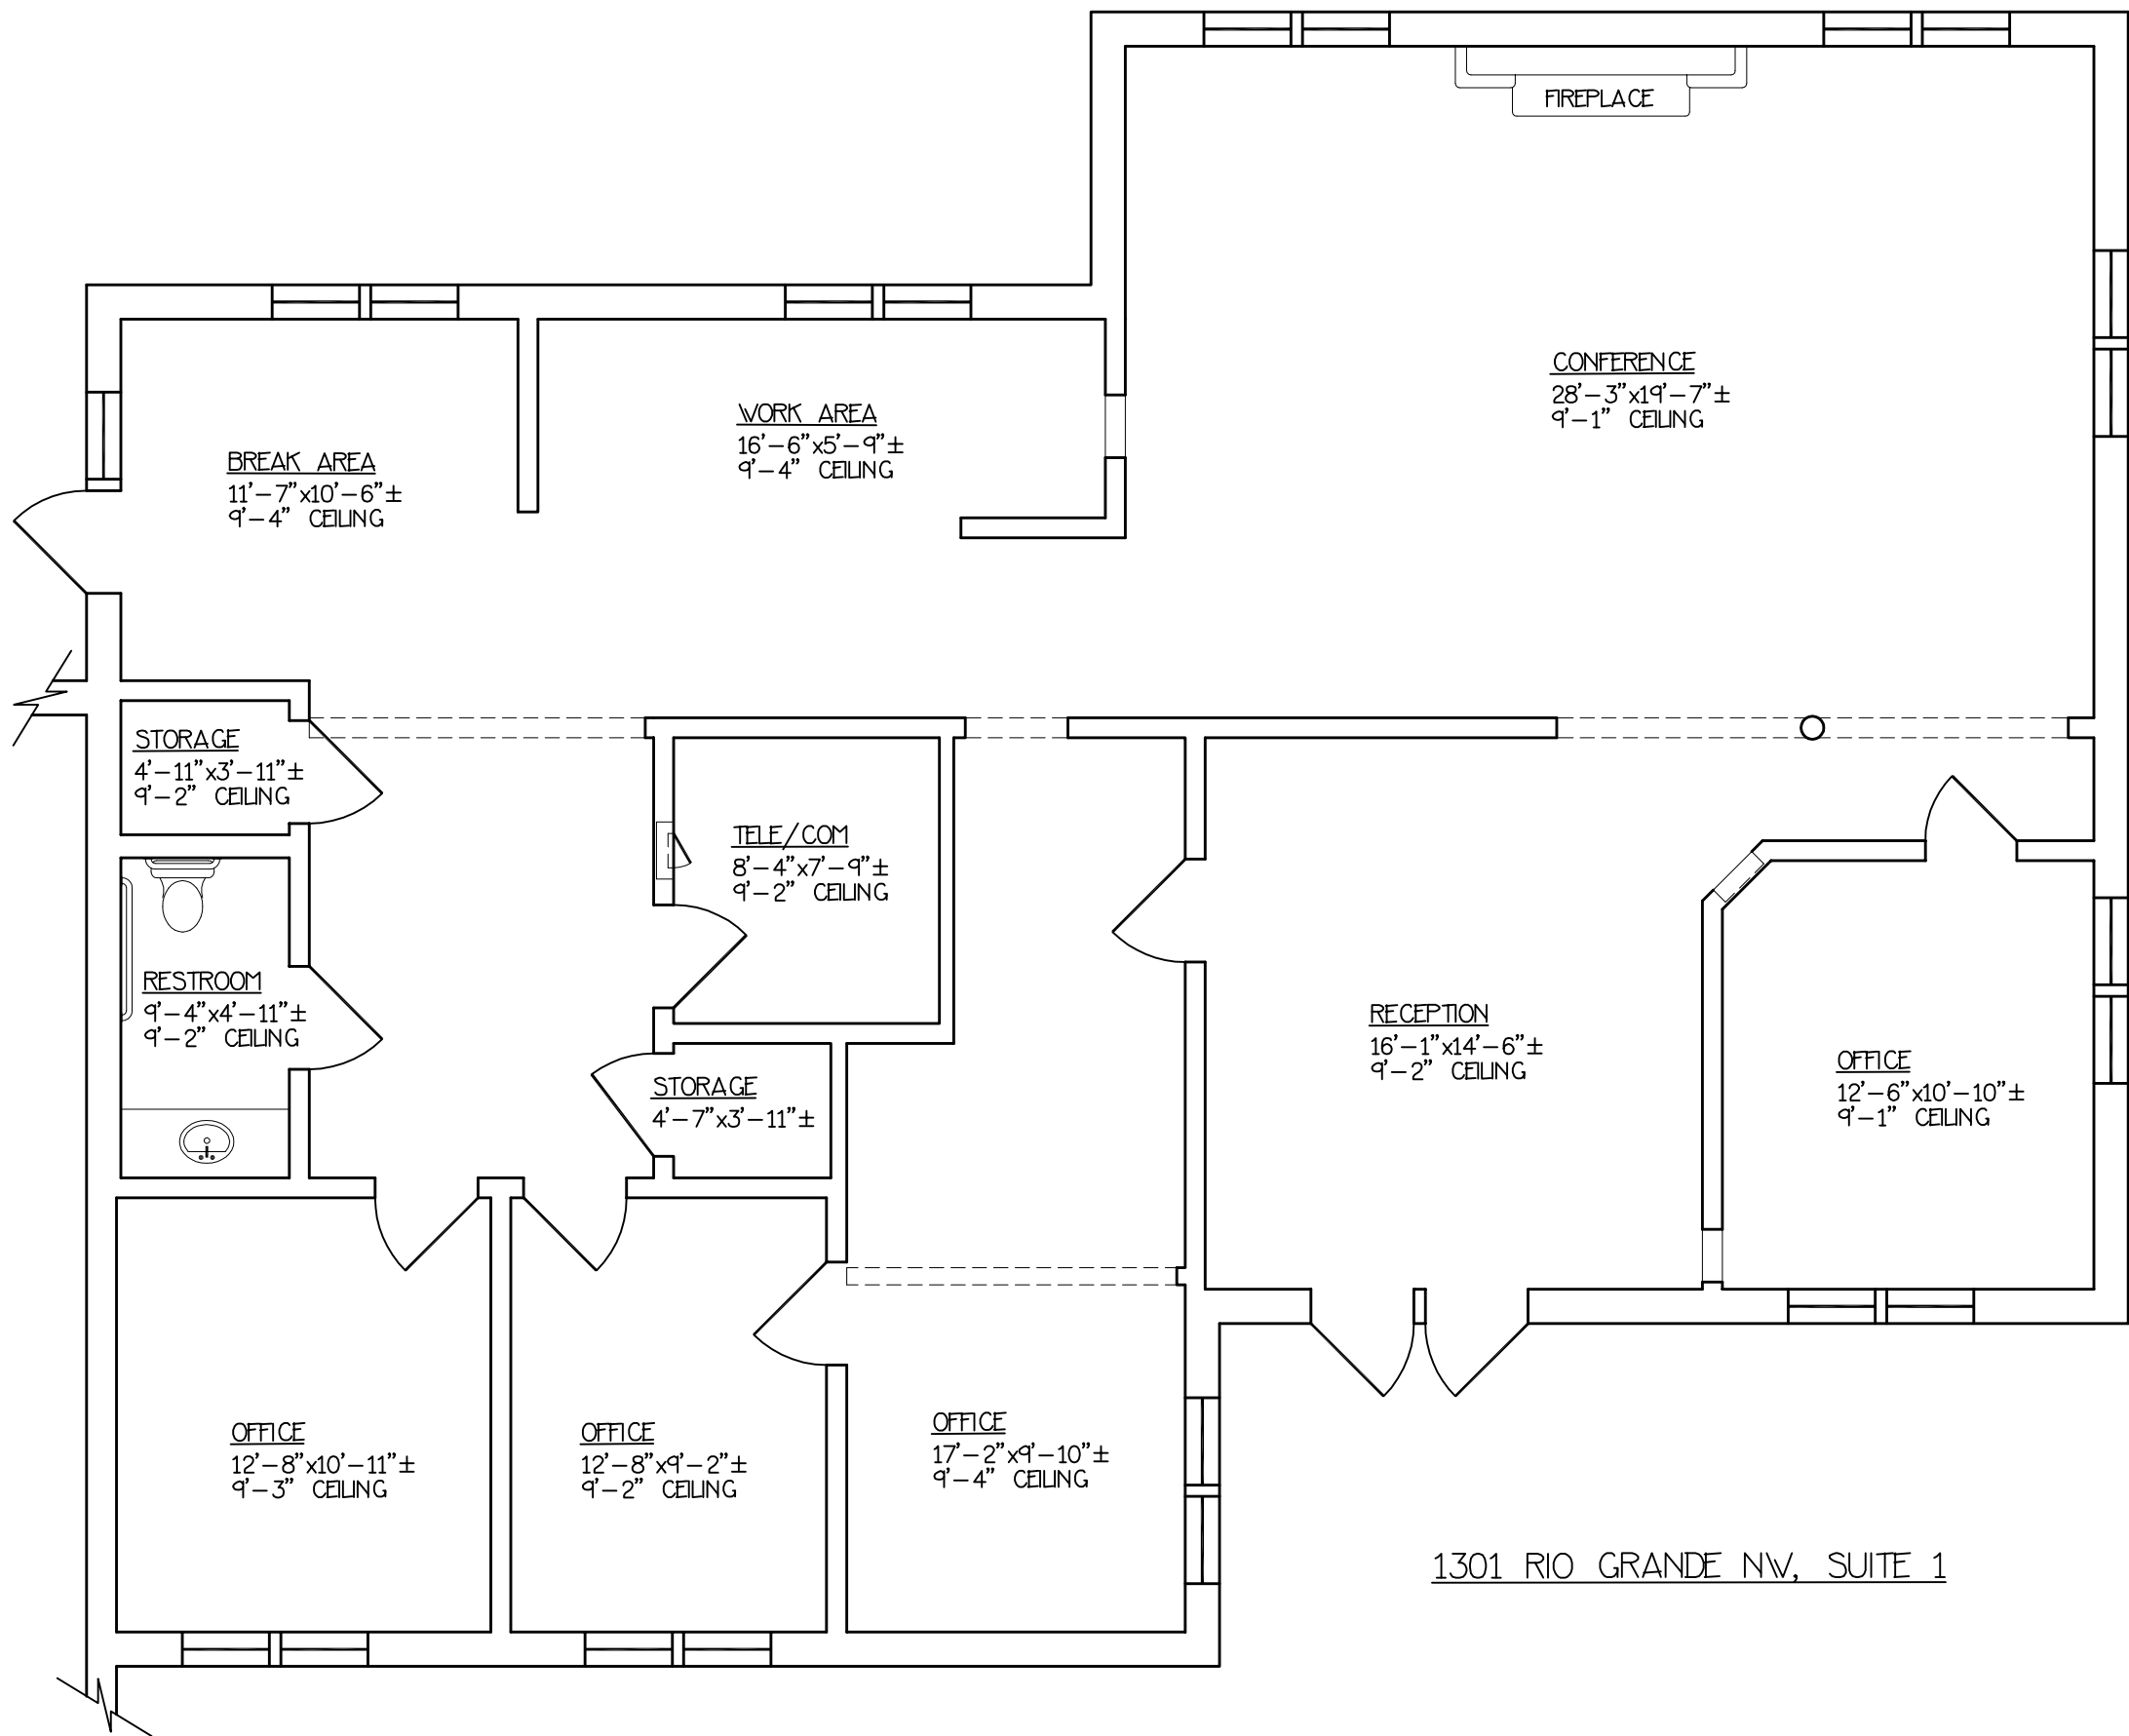 FIREPLACE
CONFERENCE
28'-3"x19'-7"±
9'-1" CEILING
WORK AREA
16'-6"x5'-9"±
9'-4" CEILING
BREAK AREA
11'-7"x10'-6"±
9'-4" CEILING
STORAGE
4'-11"x3'-11"±
9'-2" CEILING
TELE/COM
8'-4"x7'-9"±
9'-2" CEILING
RESTROOM
9'-4"x4'-11"±
9'-2" CEILING
RECEPTION
16'-1"x14'-6"±
9'-2" CEILING
OFFICE
12'-6"x10'-10"±
9'-1" CEILING
STORAGE
4'-7"x3'-11"±
OFFICE
12'-8"x10'-11"±
9'-3" CEILING
OFFICE
12'-8"x9'-2"±
9'-2" CEILING
OFFICE
17'-2"x9'-10"±
9'-4" CEILING
1301 RIO GRANDE NW, SUITE 1